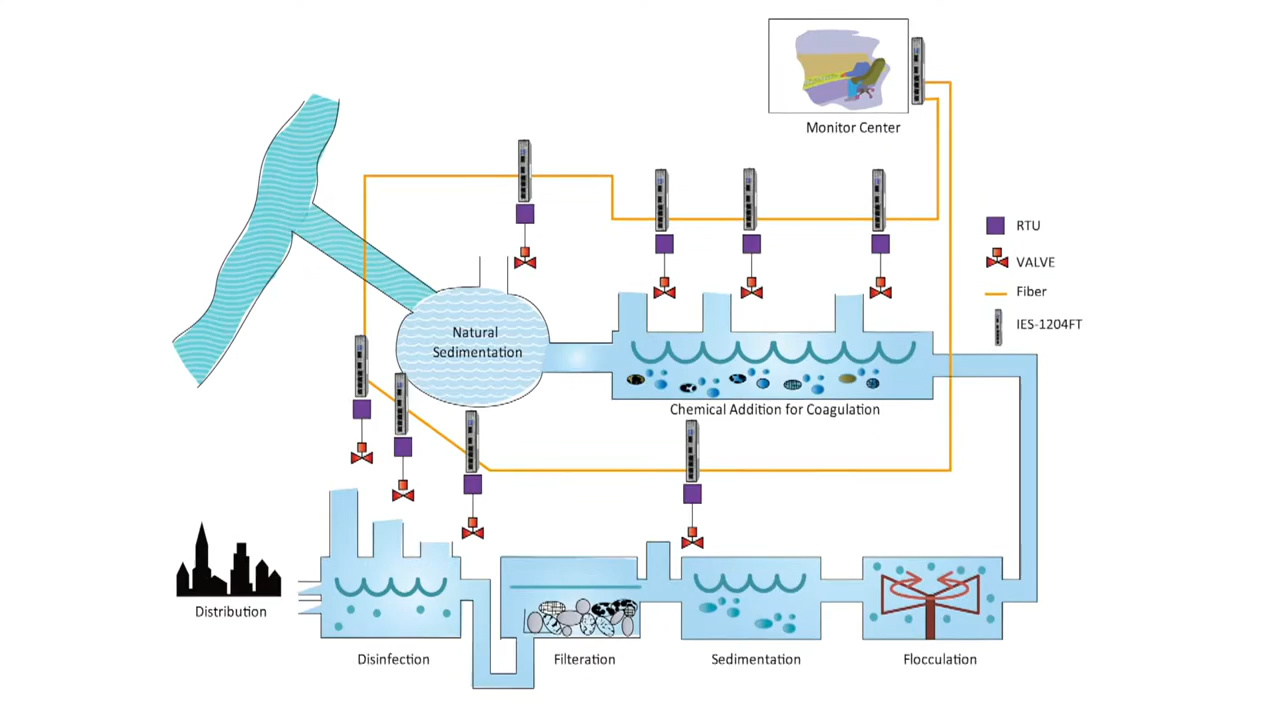 Monitor Center
RTU
VALVE
Fiber
IES-1204FT
Natural
Sedimentation
Chemical Addition for Coagulation
Distribution
Disinfection
Filteration
Sedimentation
Flocculation